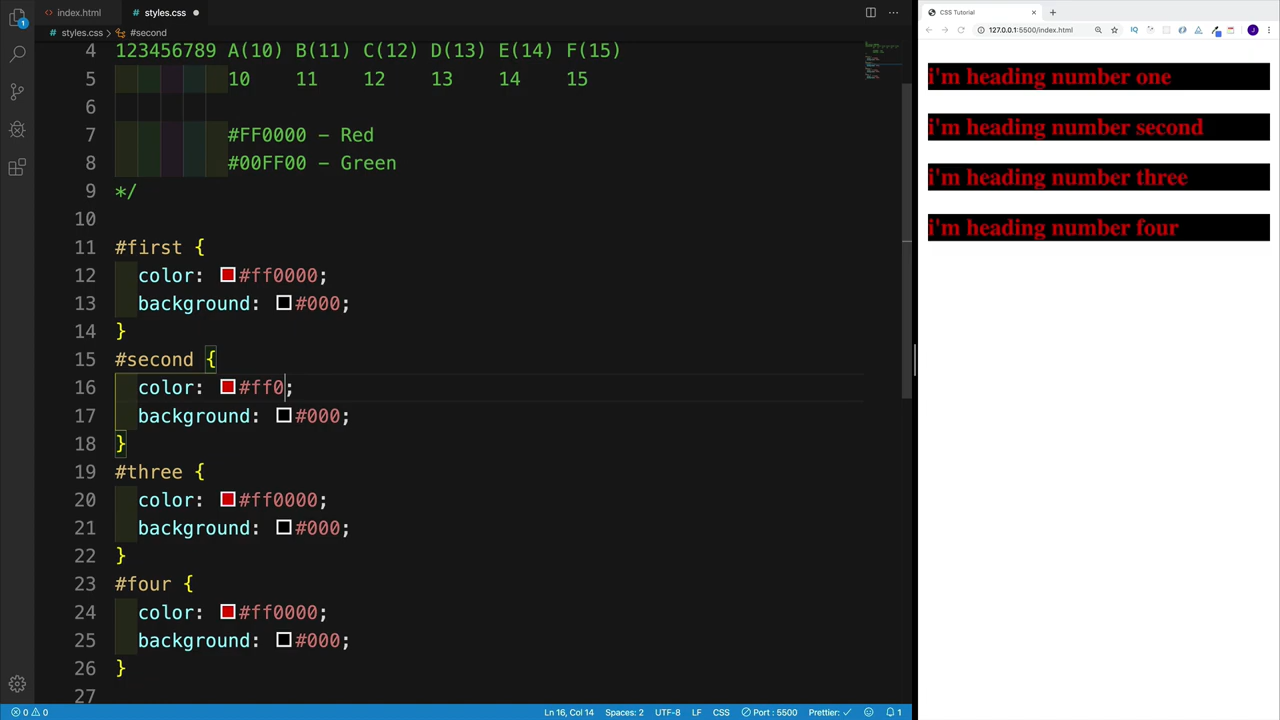 index.html
styles.css
styles.css > #second
4 123456789 A(10) B(11) C(12) D(13) E(14) F(15)
5 10 11 12 13 14 15
6
7 #FF0000 - Red
8 #00FF00 - Green
9 */
10
11 #first {
12 color: #ff0000;
13 background: #000;
14 }
15 #second {
16 color: #ff0;
17 background: #000;
18 }
19 #three {
20 color: #ff0000;
21 background: #000;
22 }
23 #four {
24 color: #ff0000;
25 background: #000;
26 }
27
1
0 0
Ln 16, Col 14 Spaces: 2 UTF-8 LF CSS Port : 5500 Prettier: ✓ 1
CSS Tutorial
127.0.0.1:5500/index.html
IQ
J
i'm heading number one
i'm heading number second
i'm heading number three
i'm heading number four